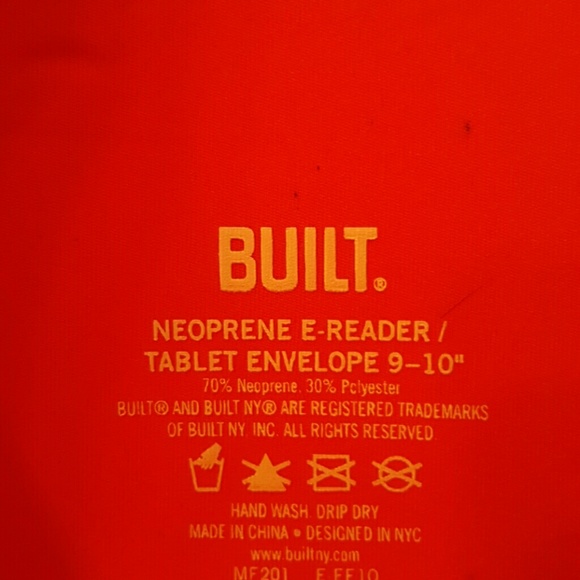 BUILT.®
NEOPRENE E-READER /
TABLET ENVELOPE 9–10"
70% Neoprene. 30% Polyester
BUILT® AND BUILT NY® ARE REGISTERED TRADEMARKS
OF BUILT NY, INC. ALL RIGHTS RESERVED.
HAND WASH. DRIP DRY
MADE IN CHINA • DESIGNED IN NYC
www.builtny.com